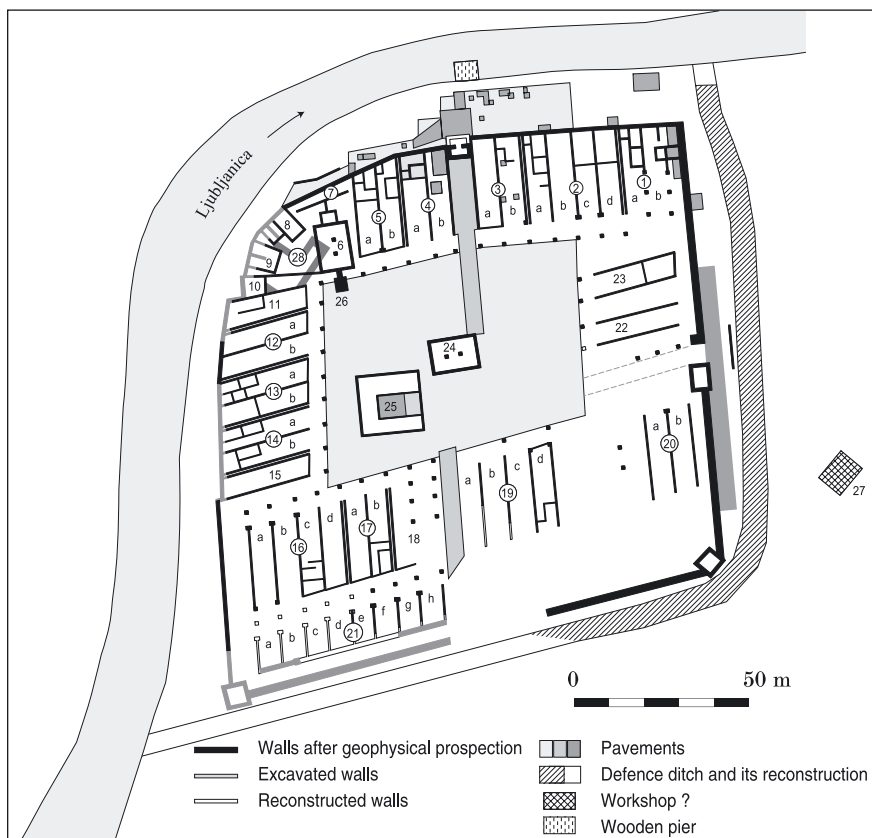 Ljubljanica
7
8
28
9
10
6
26
5
a
b
4
a
b
3
a
b
2
a
b
c
d
1
a
b
11
12
a
b
13
a
b
14
a
b
15
23
22
24
25
20
a
b
19
a
b
c
d
27
16
a
b
c
d
17
a
b
18
21
a
b
c
d
e
f
g
h
0 50 m
Walls after geophysical prospection
Excavated walls
Reconstructed walls
Pavements
Defence ditch and its reconstruction
Workshop ?
Wooden pier